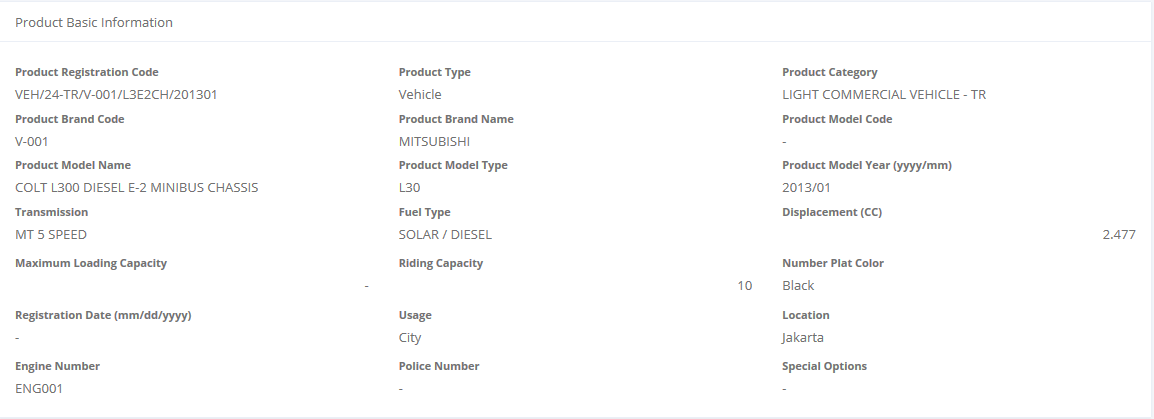 Product Basic Information
Product Registration Code Product Type Product Category
VEH/24-TR/V-001/L3E2CH/201301 Vehicle LIGHT COMMERCIAL VEHICLE - TR
Product Brand Code Product Brand Name Product Model Code
V-001 MITSUBISHI -
Product Model Name Product Model Type Product Model Year (yyyy/mm)
COLT L300 DIESEL E-2 MINIBUS CHASSIS L30 2013/01
Transmission Fuel Type Displacement (CC)
MT 5 SPEED SOLAR / DIESEL 2.477
Maximum Loading Capacity Riding Capacity Number Plat Color
- 10 Black
Registration Date (mm/dd/yyyy) Usage Location
- City Jakarta
Engine Number Police Number Special Options
ENG001 - -